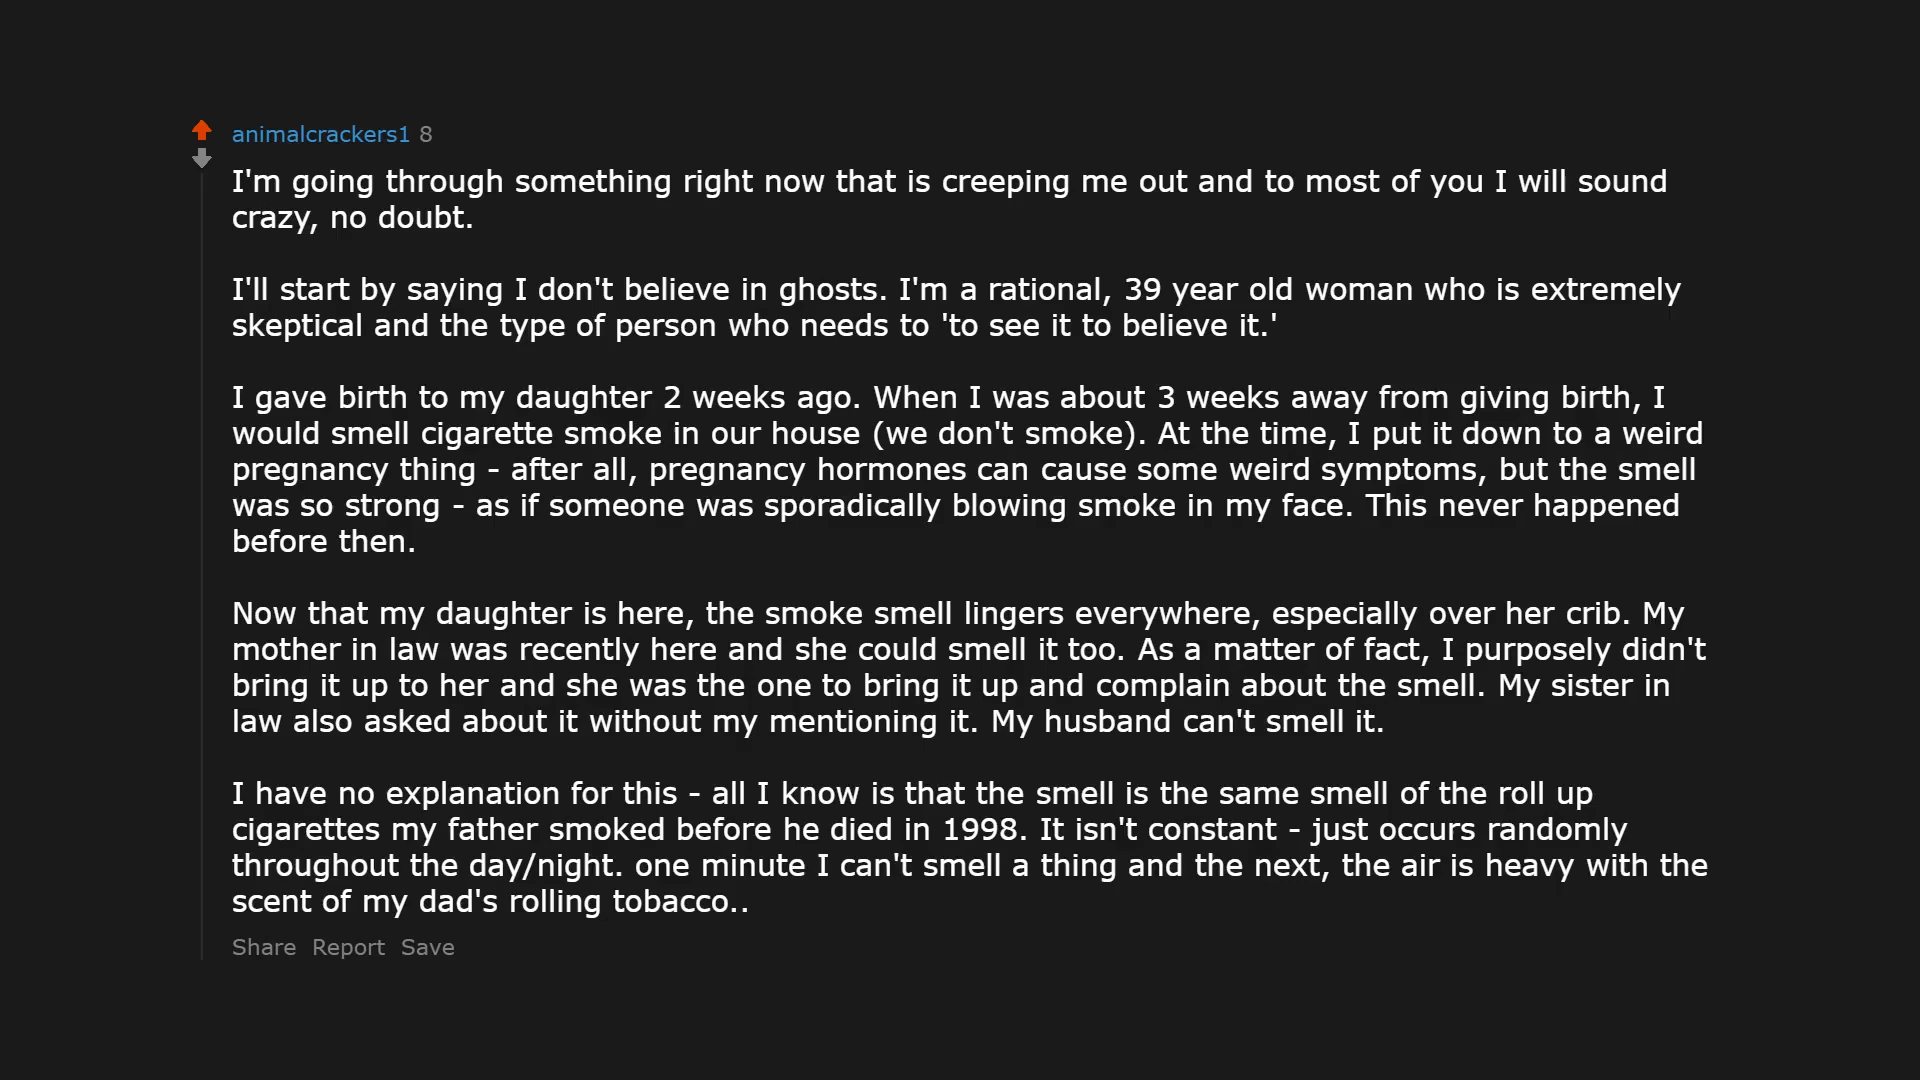 animalcrackers1 8
I'm going through something right now that is creeping me out and to most of you I will sound
crazy, no doubt.
I'll start by saying I don't believe in ghosts. I'm a rational, 39 year old woman who is extremely
skeptical and the type of person who needs to 'to see it to believe it.'
I gave birth to my daughter 2 weeks ago. When I was about 3 weeks away from giving birth, I
would smell cigarette smoke in our house (we don't smoke). At the time, I put it down to a weird
pregnancy thing - after all, pregnancy hormones can cause some weird symptoms, but the smell
was so strong - as if someone was sporadically blowing smoke in my face. This never happened
before then.
Now that my daughter is here, the smoke smell lingers everywhere, especially over her crib. My
mother in law was recently here and she could smell it too. As a matter of fact, I purposely didn't
bring it up to her and she was the one to bring it up and complain about the smell. My sister in
law also asked about it without my mentioning it. My husband can't smell it.
I have no explanation for this - all I know is that the smell is the same smell of the roll up
cigarettes my father smoked before he died in 1998. It isn't constant - just occurs randomly
throughout the day/night. one minute I can't smell a thing and the next, the air is heavy with the
scent of my dad's rolling tobacco..
Share Report Save